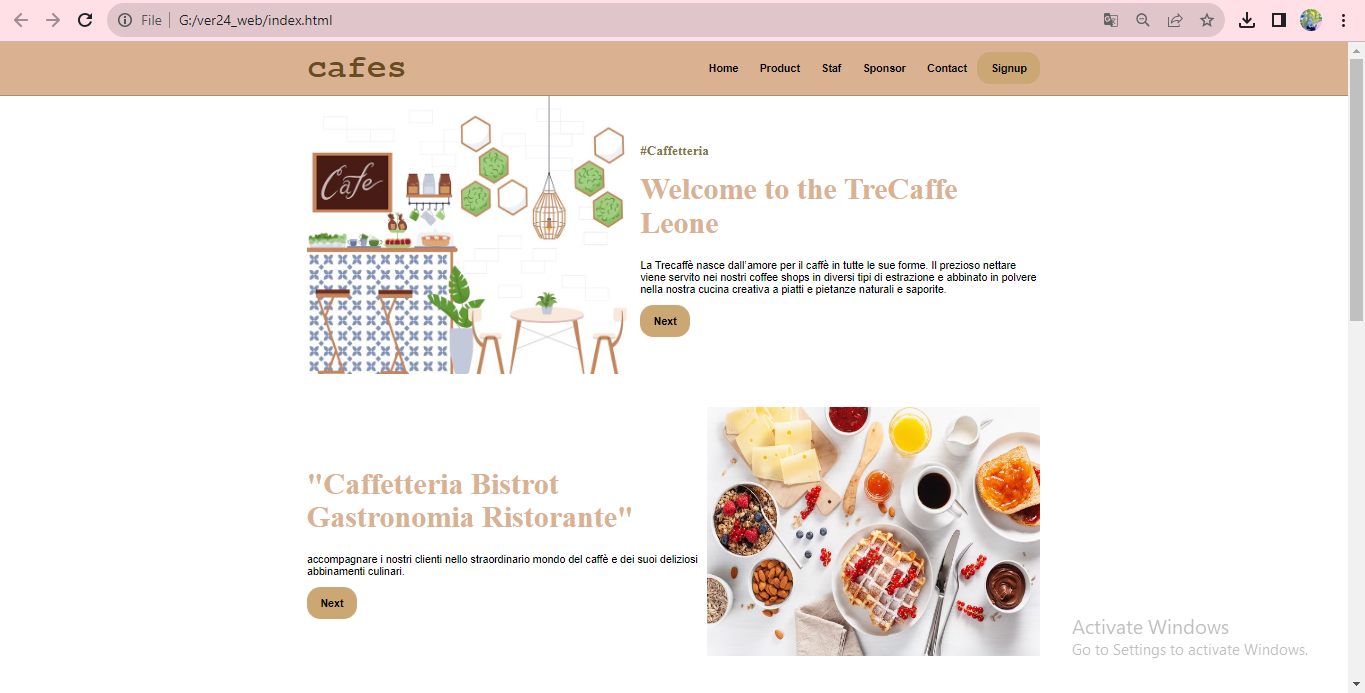 File
G:/ver24_web/index.html
cafes
Home Product Staf Sponsor Contact Signup
Cafe
#Caffetteria
Welcome to the TreCaffe
Leone
La Trecaffè nasce dall'amore per il caffè in tutte le sue forme. Il prezioso nettare
viene servito nei nostri coffee shops in diversi tipi di estrazione e abbinato in polvere
nella nostra cucina creativa a piatti e pietanze naturali e saporite.
Next
"Caffetteria Bistrot
Gastronomia Ristorante"
accompagnare i nostri clienti nello straordinario mondo del caffè e dei suoi deliziosi
abbinamenti culinari.
Next
Activate Windows
Go to Settings to activate Windows.